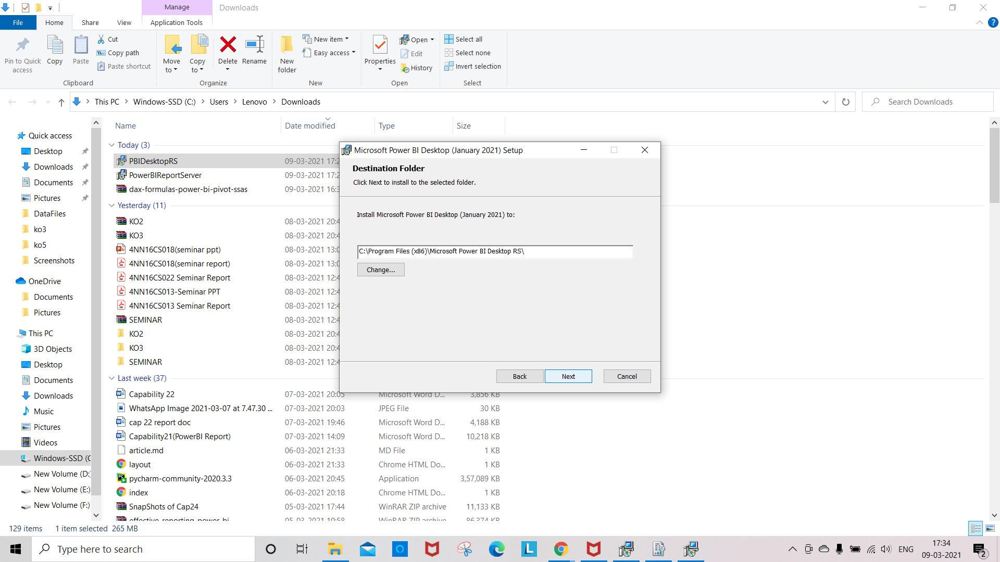 Manage
Downloads
File
Home
Share
View
Application Tools
Pin to Quick access
Copy
Paste
Cut
Copy path
Paste shortcut
Clipboard
Move to
Copy to
Delete
Rename
Organize
New folder
New item
Easy access
New
Properties
Open
Edit
History
Open
Select all
Select none
Invert selection
Select
This PC
Windows-SSD (C:)
Users
Lenovo
Downloads
Search Downloads
Quick access
Desktop
Downloads
Documents
Pictures
DataFiles
ko3
ko5
Screenshots
OneDrive
Documents
Pictures
This PC
3D Objects
Desktop
Documents
Downloads
Music
Pictures
Videos
Windows-SSD (C
New Volume (D:)
New Volume (E:)
New Volume (F:)
Name Date modified Type Size
Today (3)
PBIDesktopRS 09-03-2021 17:2
PowerBIReportServer 09-03-2021 17:2
dax-formulas-power-bi-pivot-ssas 09-03-2021 16:3
Yesterday (11)
KO2 08-03-2021 20:4
KO3 08-03-2021 20:4
4NN16CS018(seminar ppt) 08-03-2021 13:0
4NN16CS018(seminar report) 08-03-2021 13:0
4NN16CS022 Seminar Report 08-03-2021 12:4
4NN16CS013-Seminar PPT 08-03-2021 12:4
4NN16CS013 Seminar Report 08-03-2021 12:4
SEMINAR 08-03-2021 12:4
KO2 08-03-2021 20:4
KO3 08-03-2021 20:4
SEMINAR 08-03-2021 12:4
Last week (37)
Capability 22 07-03-2021 20:05 Microsoft Word D... 3,856 KB
WhatsApp Image 2021-03-07 at 7.47.30 ... 07-03-2021 20:03 JPEG File 30 KB
cap 22 report doc 07-03-2021 19:46 Microsoft Word D... 4,188 KB
Capability21(PowerBI Report) 07-03-2021 14:09 Microsoft Word D... 10,218 KB
article.md 06-03-2021 21:33 MD File 1 KB
layout 06-03-2021 21:33 Chrome HTML Do... 1 KB
pycharm-community-2020.3.3 06-03-2021 20:45 Application 3,57,089 KB
index 06-03-2021 20:18 Chrome HTML Do... 1 KB
SnapShots of Cap24 05-03-2021 17:44 WinRAR ZIP archive 11,133 KB
effective-reporting-power-bi 05-03-2021 10:58 WinRAR ZIP archive 86,374 KB
Microsoft Power BI Desktop (January 2021) Setup
Destination Folder
Click Next to install to the selected folder.
Install Microsoft Power BI Desktop (January 2021) to:
C:\Program Files (x86)\Microsoft Power BI Desktop RS\
Change...
Back
Next
Cancel
129 items
1 item selected 265 MB
Type here to search
ENG
17:34
09-03-2021
2